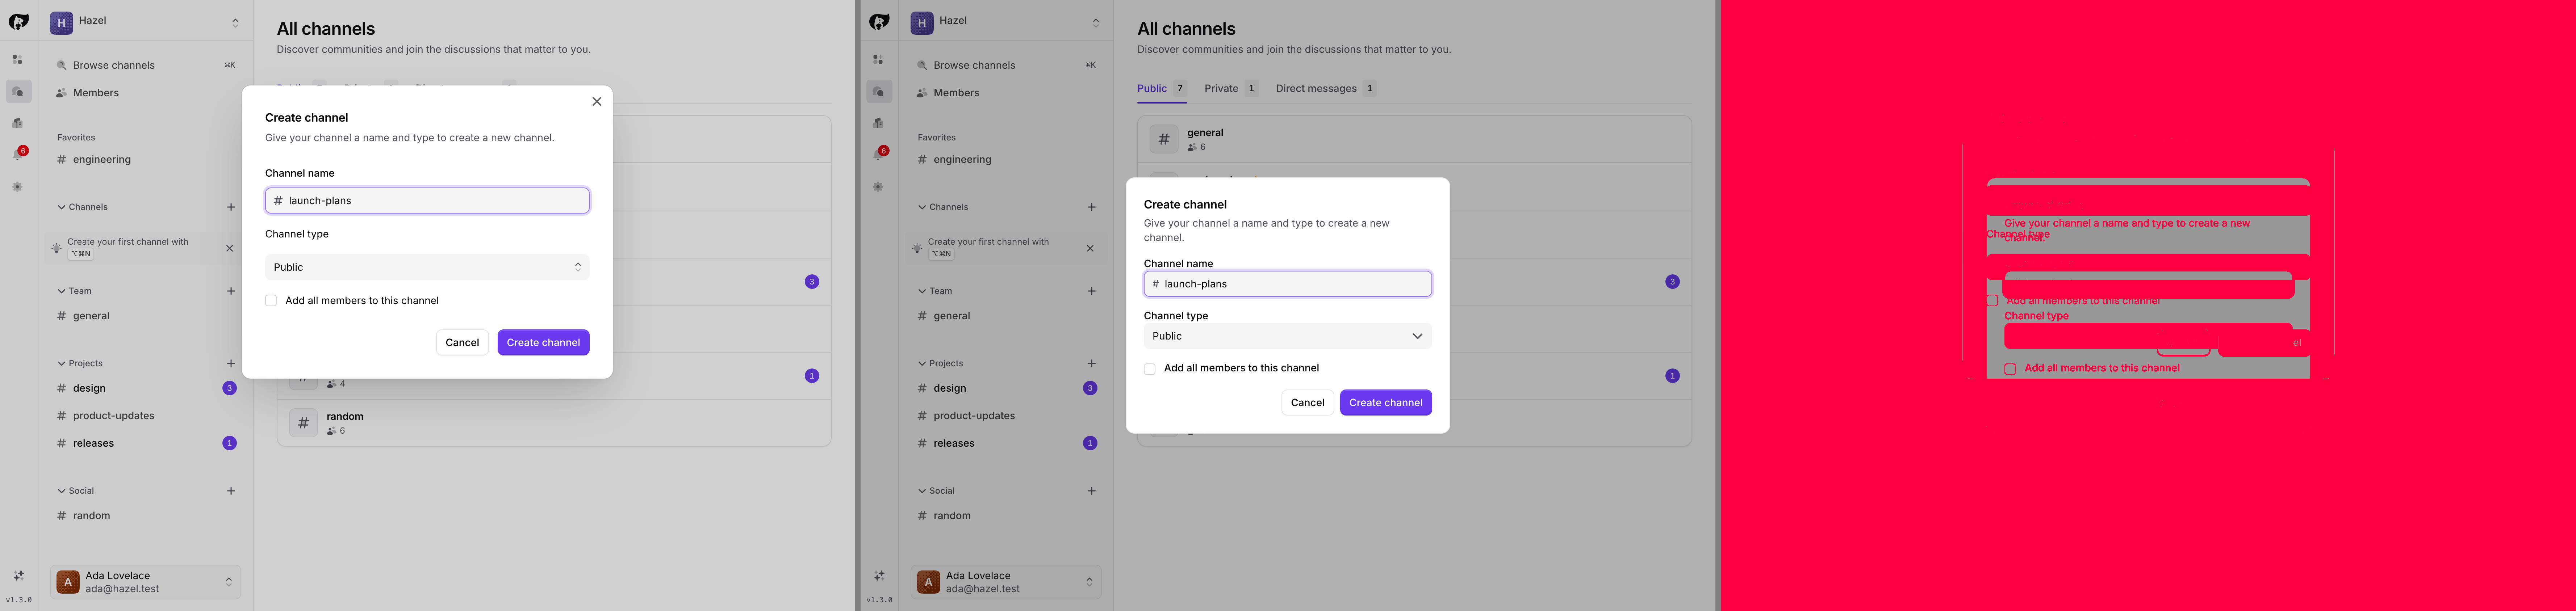 H Hazel
Browse channels ⌘K
Members
Favorites
# engineering
6
Channels
Create your first channel with
⌥⌘N
Team
# general
Projects
# design 3
# product-updates
# releases 1
Social
# random
A Ada Lovelace
ada@hazel.test
v1.3.0
All channels
Discover communities and join the discussions that matter to you.
Create channel
Give your channel a name and type to create a new channel.
Channel name
# launch-plans
Channel type
Public
Add all members to this channel
Cancel Create channel
3
1
4
# random
6
H Hazel
Browse channels ⌘K
Members
Favorites
# engineering
6
Channels
Create your first channel with
⌥⌘N
Team
# general
Projects
# design 3
# product-updates
# releases 1
Social
# random
A Ada Lovelace
ada@hazel.test
v1.3.0
All channels
Discover communities and join the discussions that matter to you.
Public 7 Private 1 Direct messages 1
# general
6
Create channel
Give your channel a name and type to create a new
channel.
Channel name
# launch-plans
Channel type
Public
Add all members to this channel
Cancel Create channel
3
1
Give your channel a name and type to create a new
channel.
Channel type
Add all members to this channel
Channel type
el
Add all members to this channel